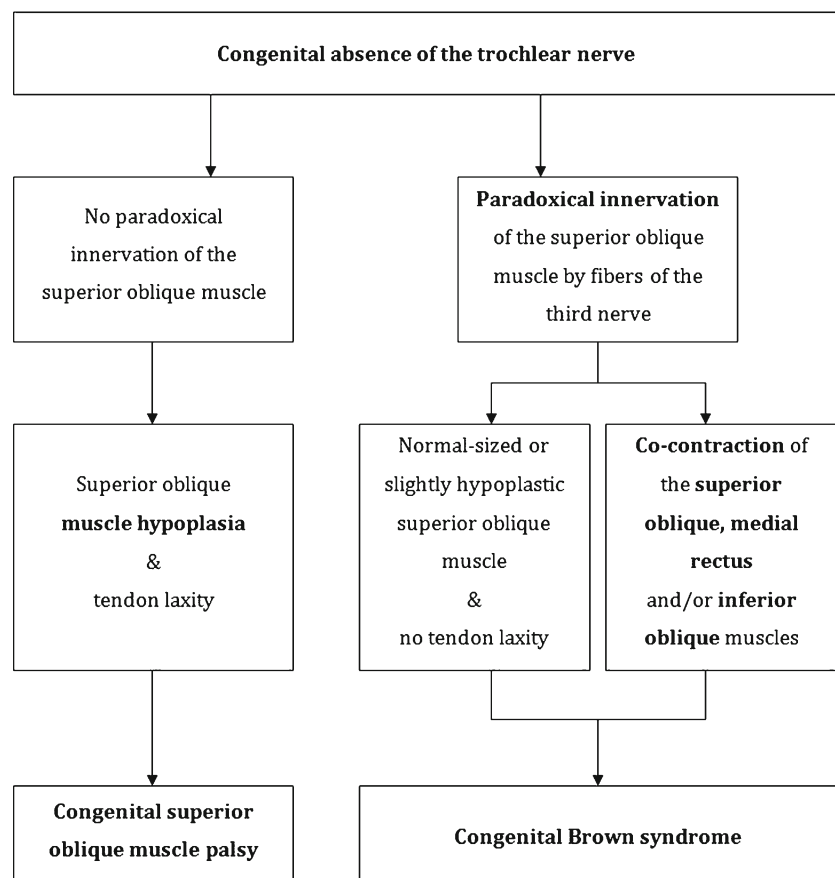 Congenital absence of the trochlear nerve
No paradoxical
innervation of the
superior oblique muscle
Paradoxical innervation
of the superior oblique
muscle by fibers of the
third nerve
Superior oblique
muscle hypoplasia
&
tendon laxity
Normal-sized or
slightly hypoplastic
superior oblique
muscle
&
no tendon laxity
Co-contraction of
the superior
oblique, medial
rectus
and/or inferior
oblique muscles
Congenital superior
oblique muscle palsy
Congenital Brown syndrome